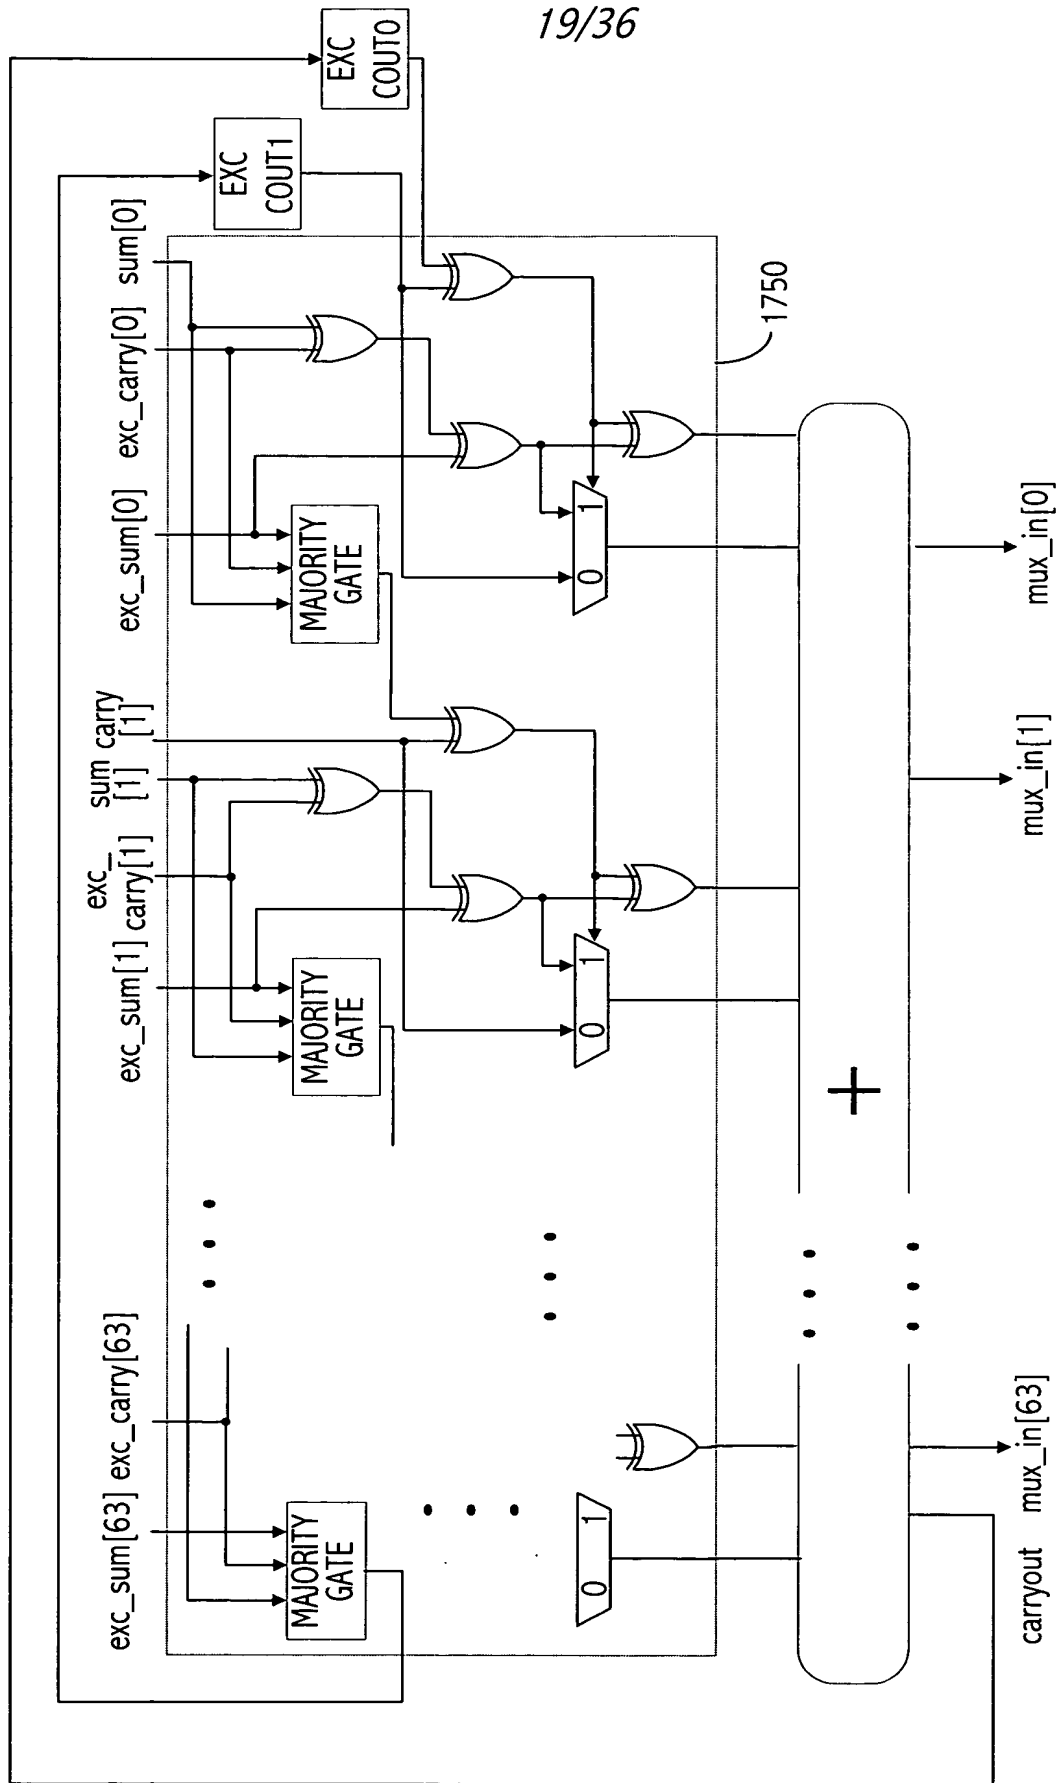 19/36
EXC
COUT0
EXC
COUT1
exc_sum[63]
exc_carry[63]
exc_sum[1]
exc_
carry[1]
sum
[1]
carry
[1]
exc_sum[0]
exc_carry[0]
sum[0]
MAJORITY
GATE
MAJORITY
GATE
MAJORITY
GATE
0 1
0 1
0 1
1750
+
carryout
mux_in[63]
mux_in[1]
mux_in[0]